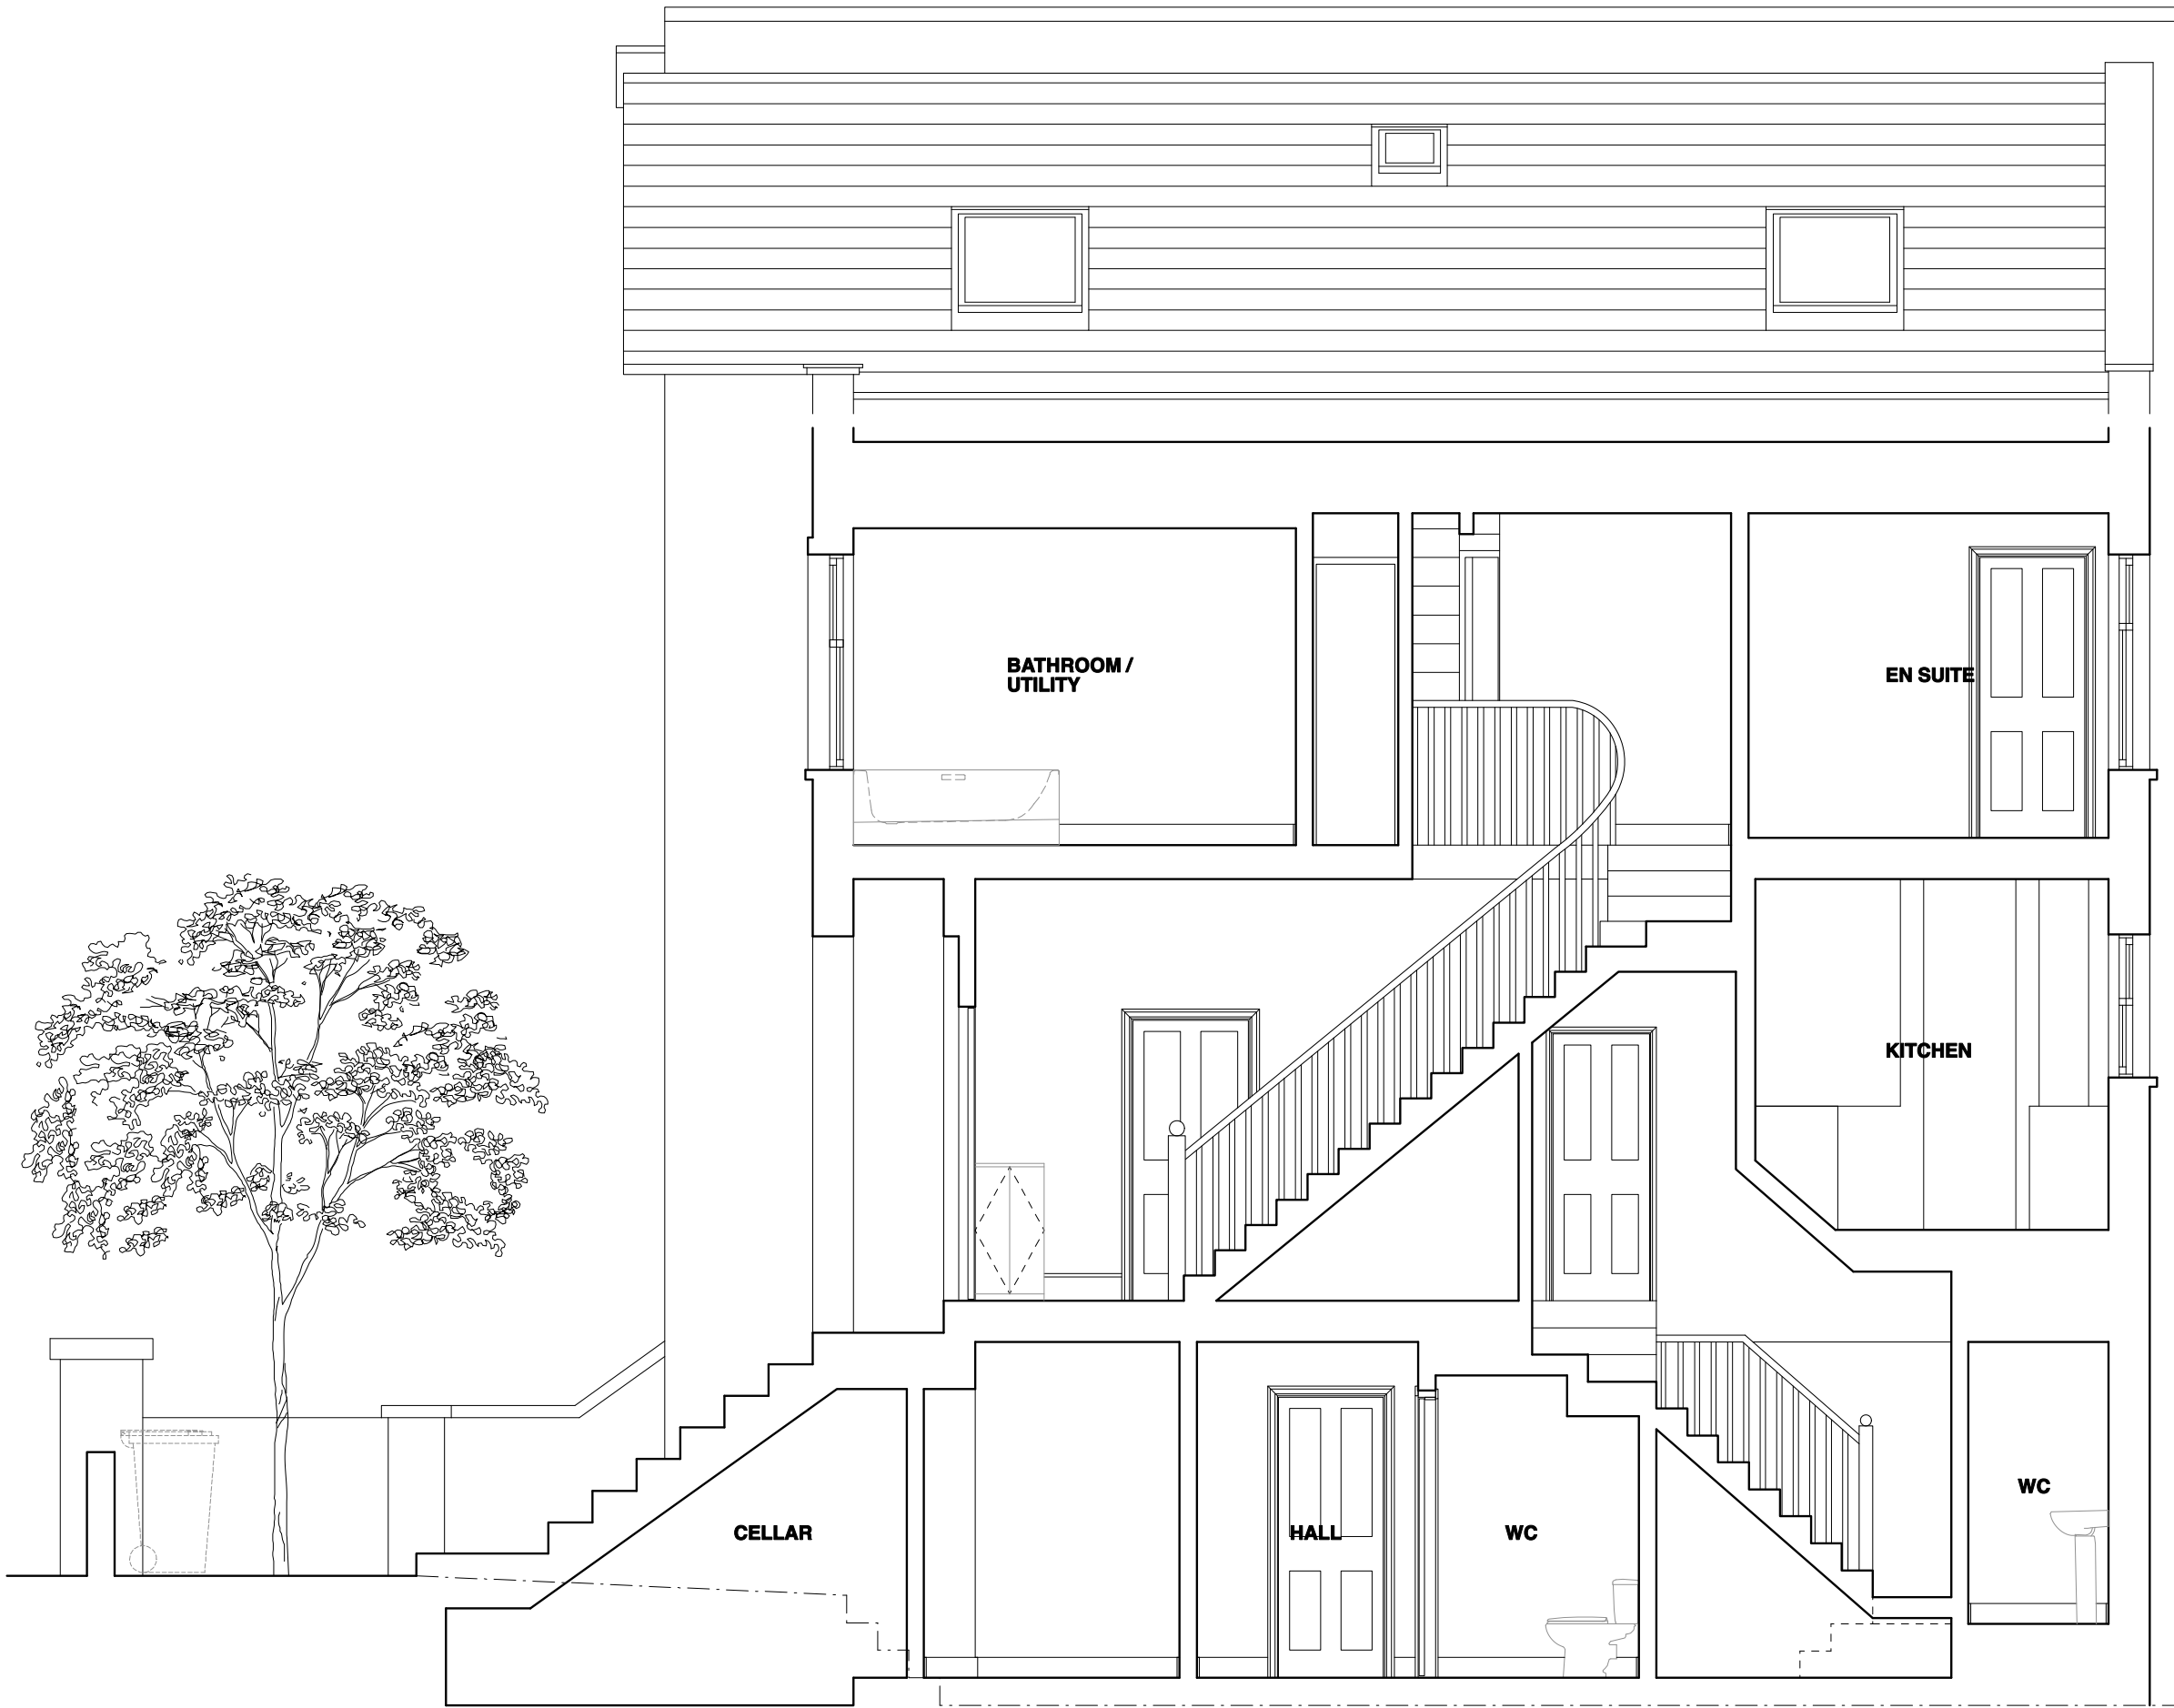 BATHROOM /
UTILITY
EN SUITE
KITCHEN
WC
CELLAR
HALL
WC